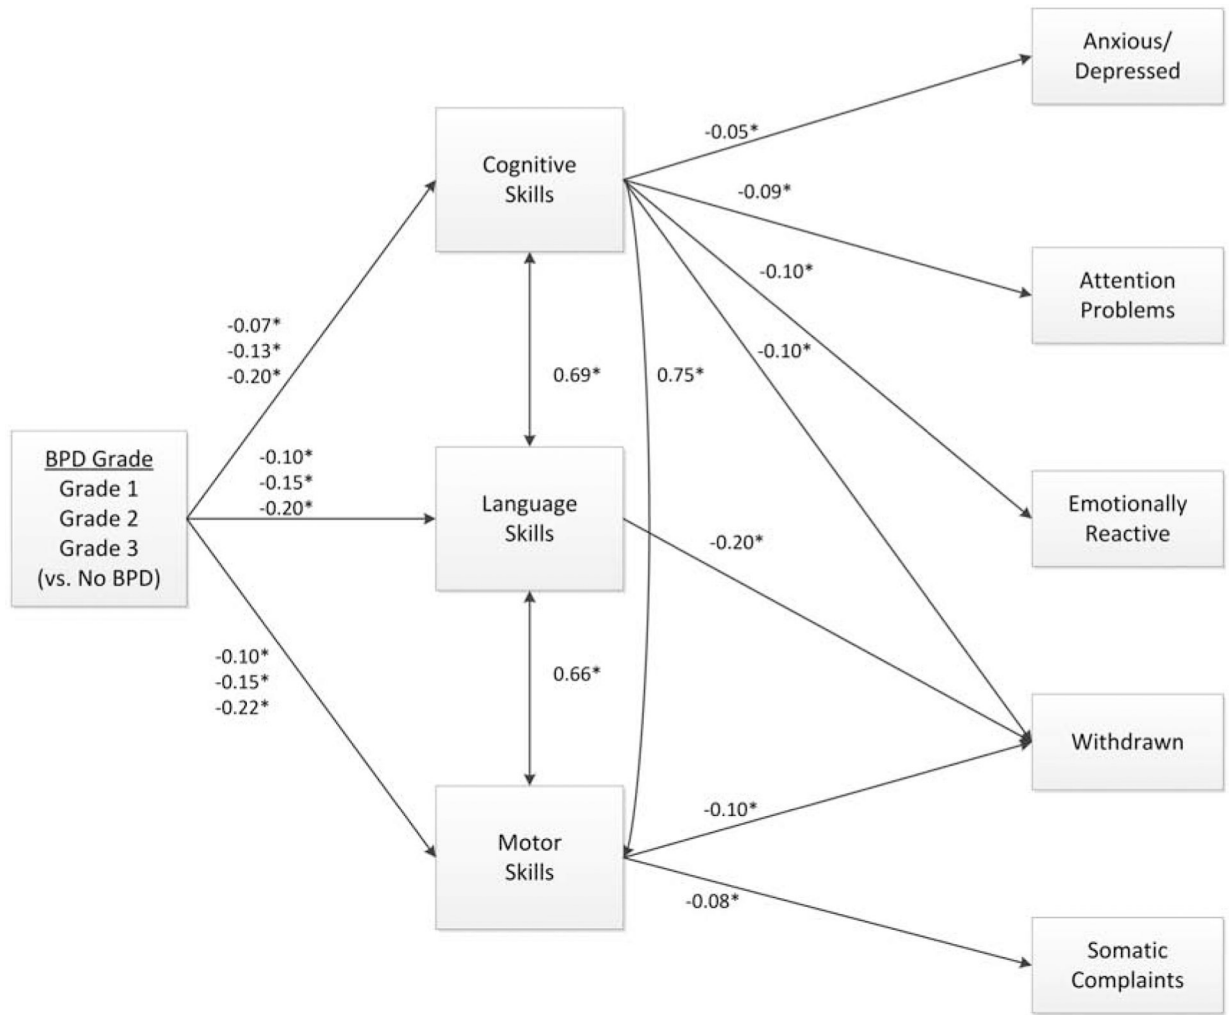 Anxious/
Depressed
-0.05*
Cognitive
Skills
-0.09*
-0.10*
Attention
Problems
-0.07*
-0.13*
-0.20*
-0.10*
0.69*
0.75*
BPD Grade
Grade 1
Grade 2
Grade 3
(vs. No BPD)
-0.10*
-0.15*
-0.20*
Language
Skills
-0.20*
Emotionally
Reactive
-0.10*
-0.15*
-0.22*
0.66*
Withdrawn
-0.10*
Motor
Skills
-0.08*
Somatic
Complaints